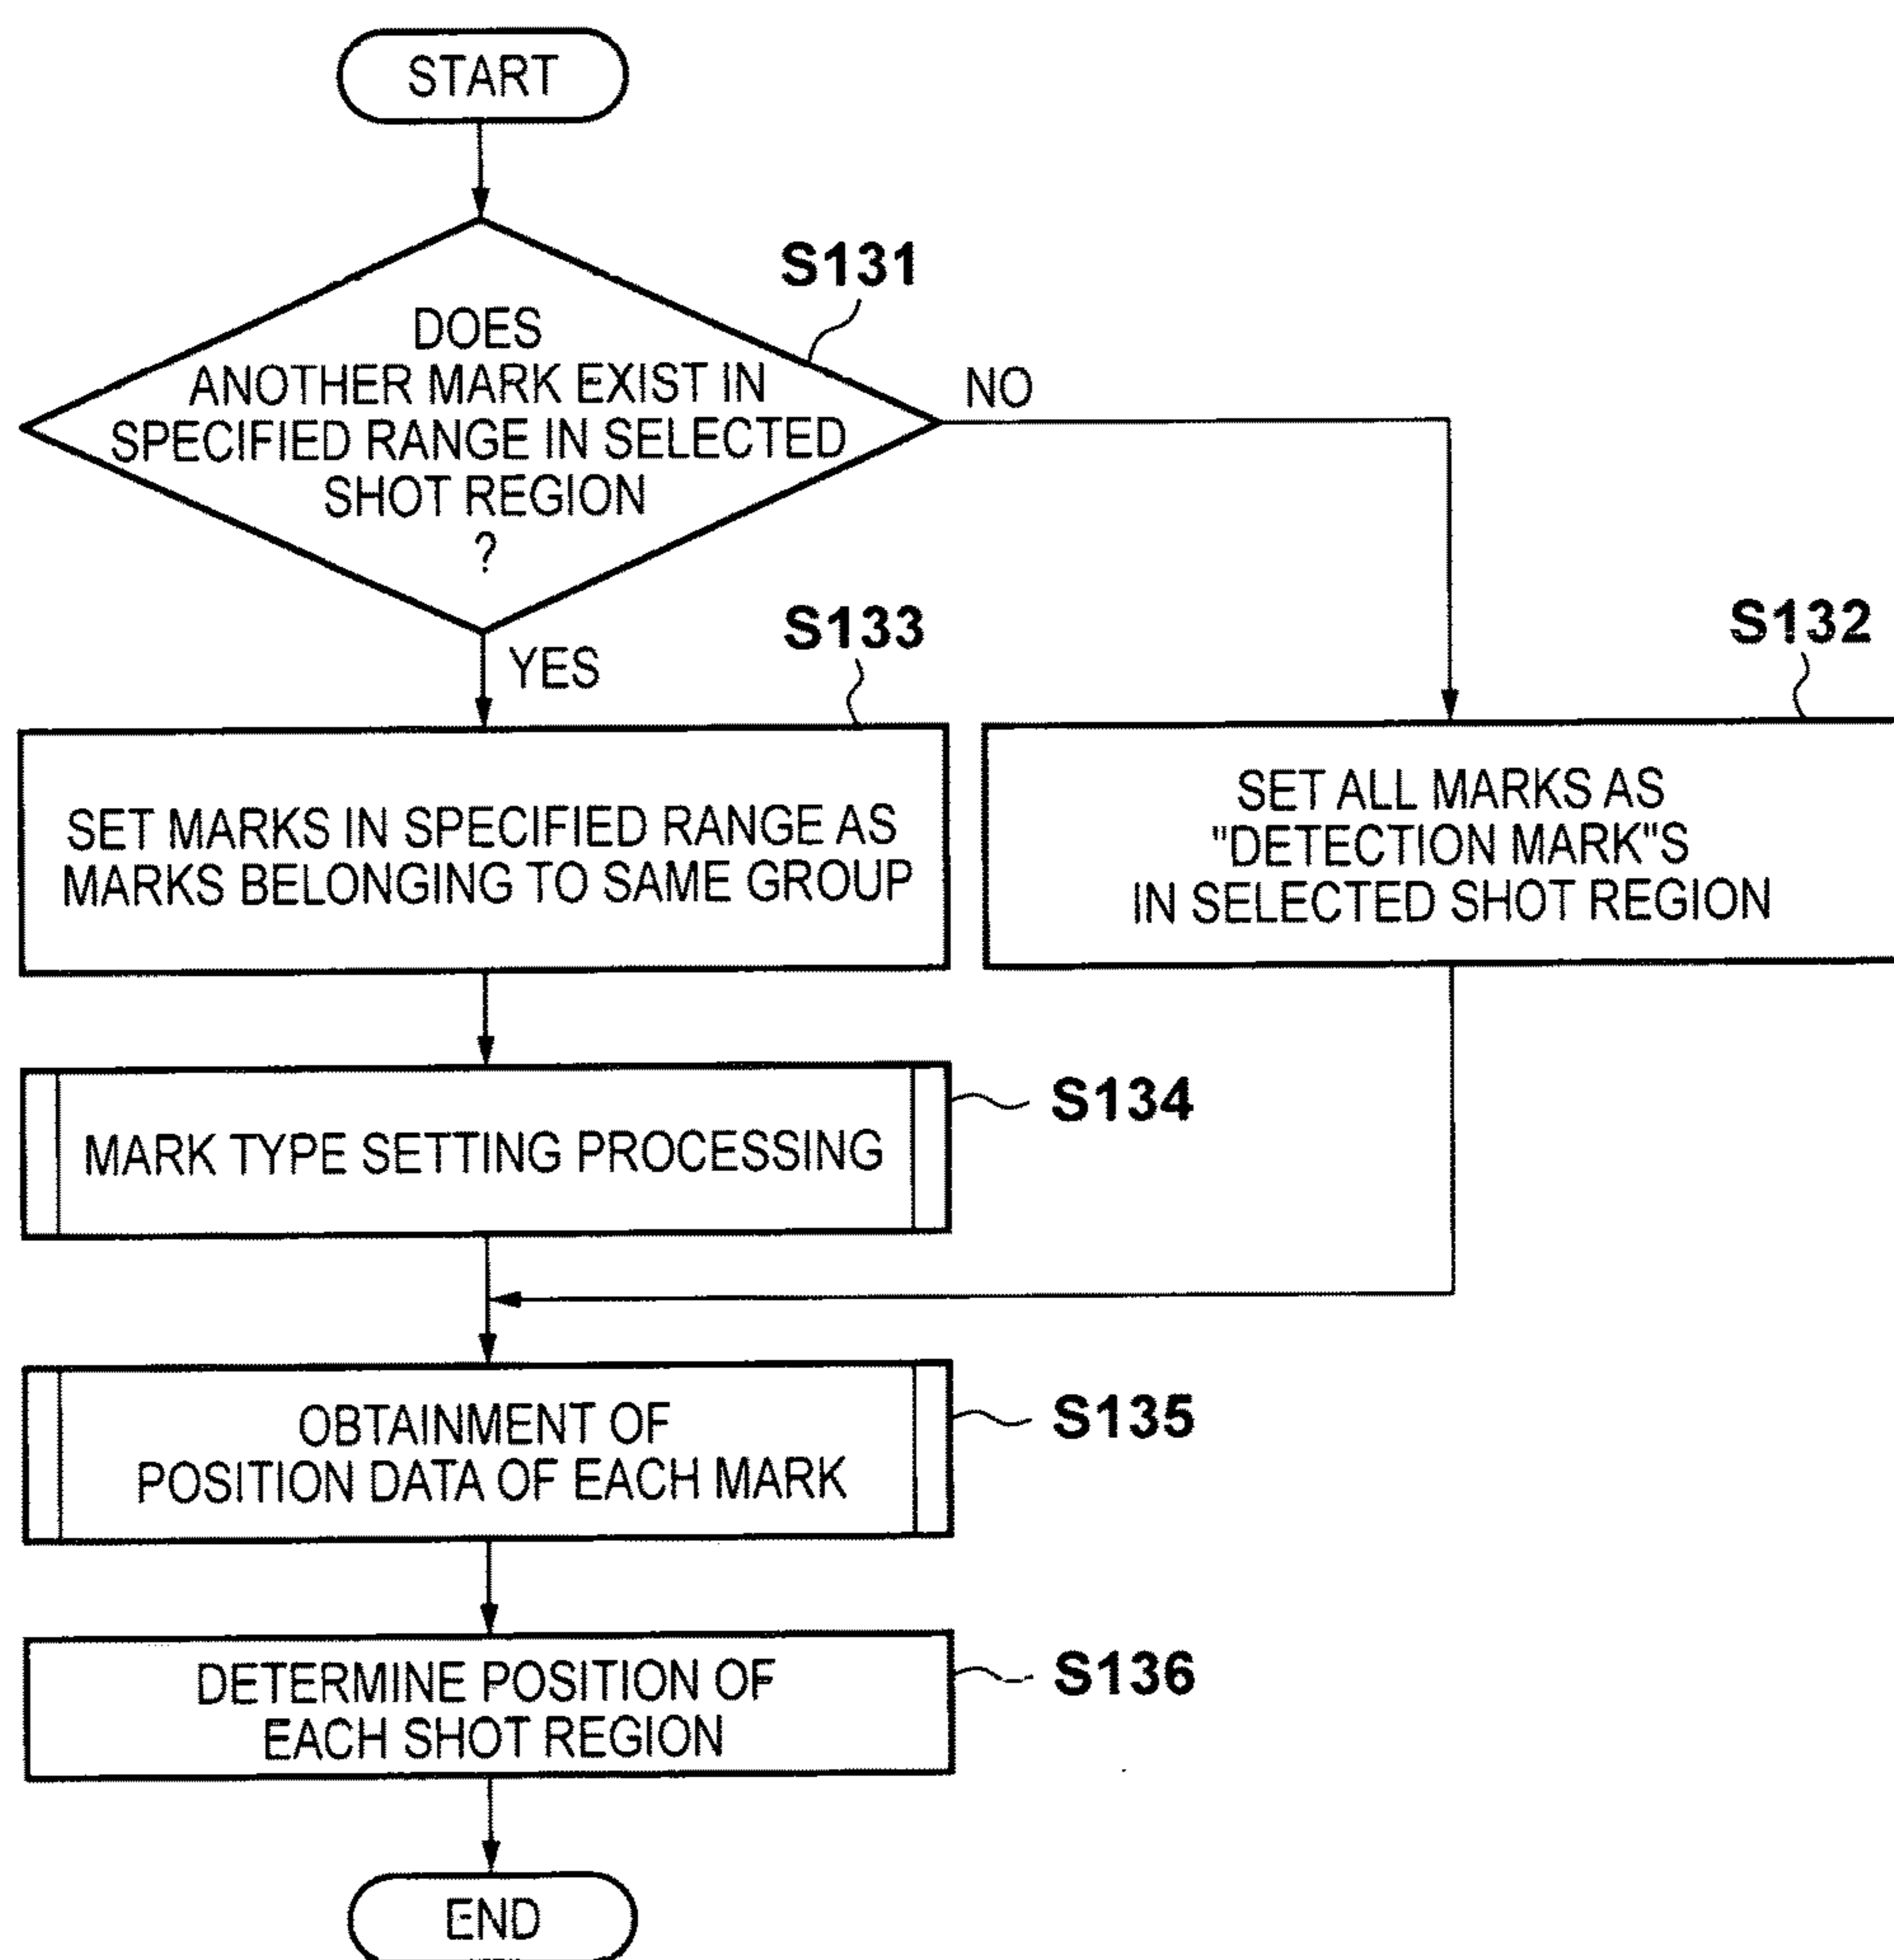 START
S131
DOES
ANOTHER MARK EXIST IN
SPECIFIED RANGE IN SELECTED
SHOT REGION
?
NO
YES
S133
SET MARKS IN SPECIFIED RANGE AS
MARKS BELONGING TO SAME GROUP
S132
SET ALL MARKS AS
"DETECTION MARK"S
IN SELECTED SHOT REGION
MARK TYPE SETTING PROCESSING
S134
OBTAINMENT OF
POSITION DATA OF EACH MARK
S135
DETERMINE POSITION OF
EACH SHOT REGION
S136
END